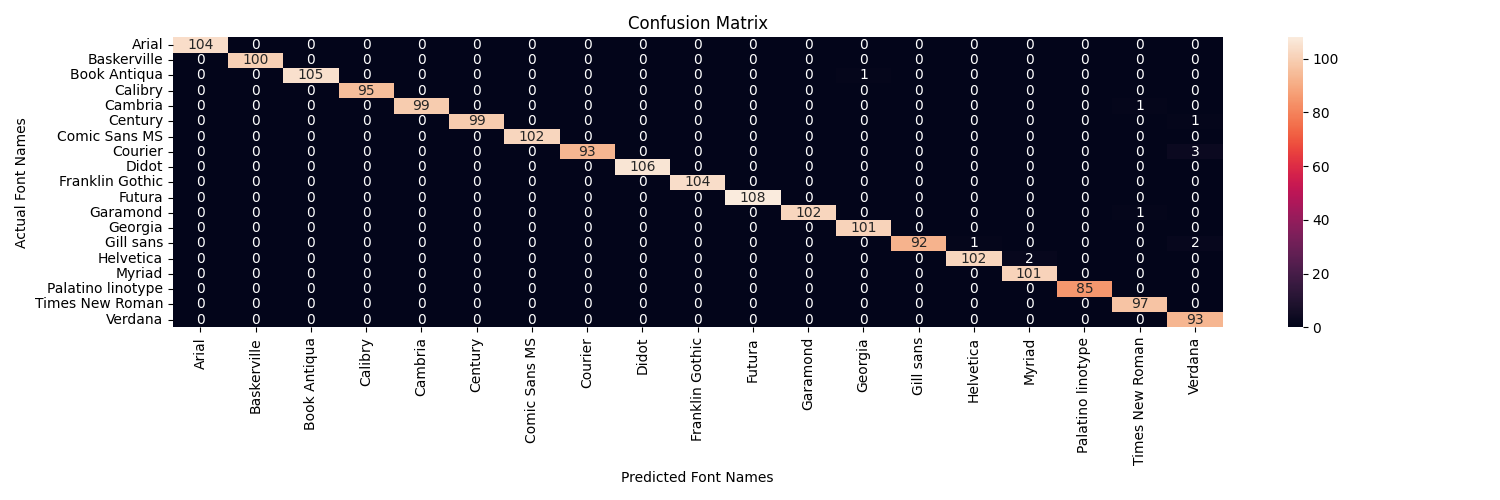 Confusion Matrix
Arial 104 0 0 0 0 0 0 0 0 0 0 0 0 0 0 0 0 0 0
Baskerville 0 100 0 0 0 0 0 0 0 0 0 0 0 0 0 0 0 0 0
Book Antiqua 0 0 105 0 0 0 0 0 0 0 0 0 1 0 0 0 0 0 0
Calibry 0 0 0 95 0 0 0 0 0 0 0 0 0 0 0 0 0 0 0
Cambria 0 0 0 0 99 0 0 0 0 0 0 0 0 0 0 0 0 1 0
Century 0 0 0 0 0 99 0 0 0 0 0 0 0 0 0 0 0 0 1
Comic Sans MS 0 0 0 0 0 0 102 0 0 0 0 0 0 0 0 0 0 0 0
Courier 0 0 0 0 0 0 0 93 0 0 0 0 0 0 0 0 0 0 3
Didot 0 0 0 0 0 0 0 0 106 0 0 0 0 0 0 0 0 0 0
Franklin Gothic 0 0 0 0 0 0 0 0 0 104 0 0 0 0 0 0 0 0 0
Futura 0 0 0 0 0 0 0 0 0 0 108 0 0 0 0 0 0 0 0
Garamond 0 0 0 0 0 0 0 0 0 0 0 102 0 0 0 0 0 1 0
Georgia 0 0 0 0 0 0 0 0 0 0 0 0 101 0 0 0 0 0 0
Gill sans 0 0 0 0 0 0 0 0 0 0 0 0 0 92 1 0 0 0 2
Helvetica 0 0 0 0 0 0 0 0 0 0 0 0 0 0 102 2 0 0 0
Myriad 0 0 0 0 0 0 0 0 0 0 0 0 0 0 0 101 0 0 0
Palatino linotype 0 0 0 0 0 0 0 0 0 0 0 0 0 0 0 0 85 0 0
Times New Roman 0 0 0 0 0 0 0 0 0 0 0 0 0 0 0 0 0 97 0
Verdana 0 0 0 0 0 0 0 0 0 0 0 0 0 0 0 0 0 0 93
Actual Font Names
Arial
Baskerville
Book Antiqua
Calibry
Cambria
Century
Comic Sans MS
Courier
Didot
Franklin Gothic
Futura
Garamond
Georgia
Gill sans
Helvetica
Myriad
Palatino linotype
Times New Roman
Verdana
Predicted Font Names
100
80
60
40
20
0